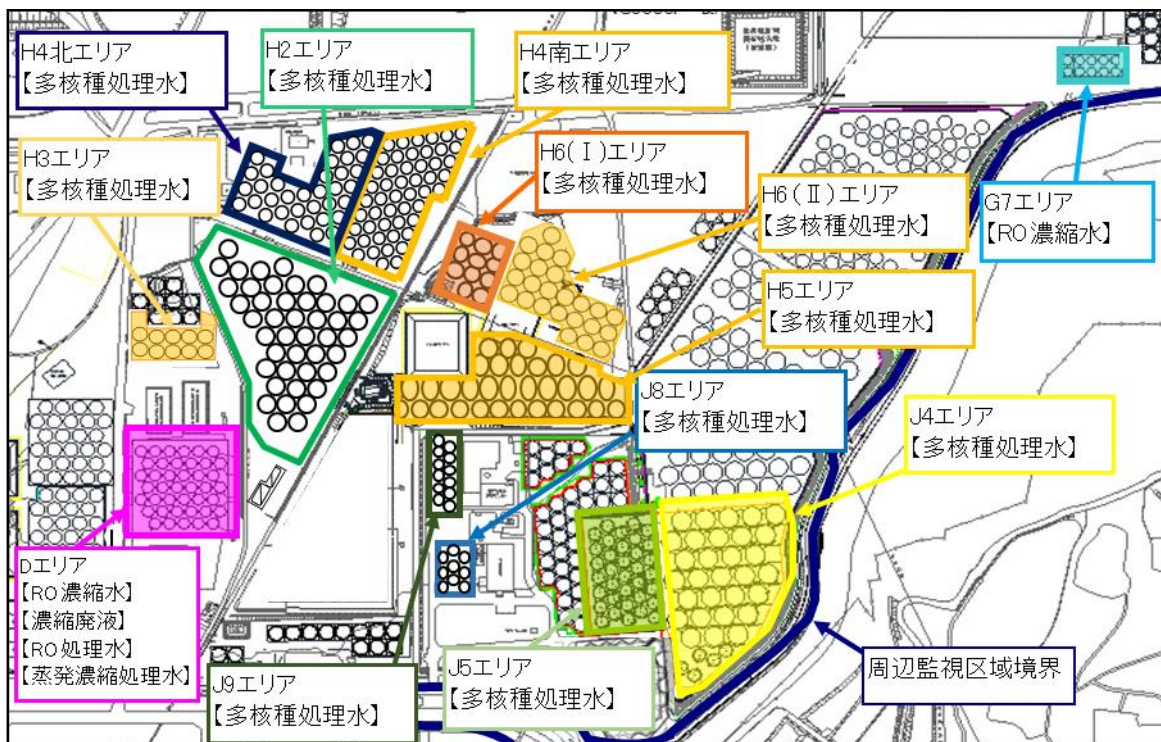 H4北エリア
【多核種処理水】
H2エリア
【多核種処理水】
H4南エリア
【多核種処理水】
H3エリア
【多核種処理水】
H6(Ⅰ)エリア
【多核種処理水】
H6(Ⅱ)エリア
【多核種処理水】
G7エリア
【RO濃縮水】
H5エリア
【多核種処理水】
J8エリア
【多核種処理水】
J4エリア
【多核種処理水】
Dエリア
【RO濃縮水】
【濃縮廃液】
【RO処理水】
【蒸発濃縮処理水】
J9エリア
【多核種処理水】
J5エリア
【多核種処理水】
周辺監視区域境界